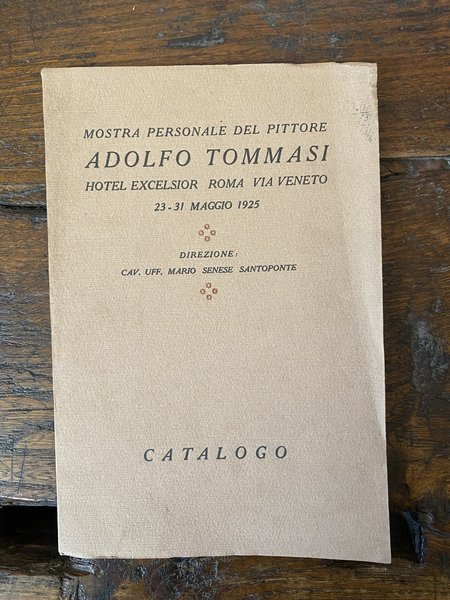 MOSTRA PERSONALE DEL PITTORE
ADOLFO TOMMASI
HOTEL EXCELSIOR ROMA VIA VENETO
23-31 MAGGIO 1925
DIREZIONE:
CAV. UFF. MARIO SENESE SANTOPONTE
CATALOGO